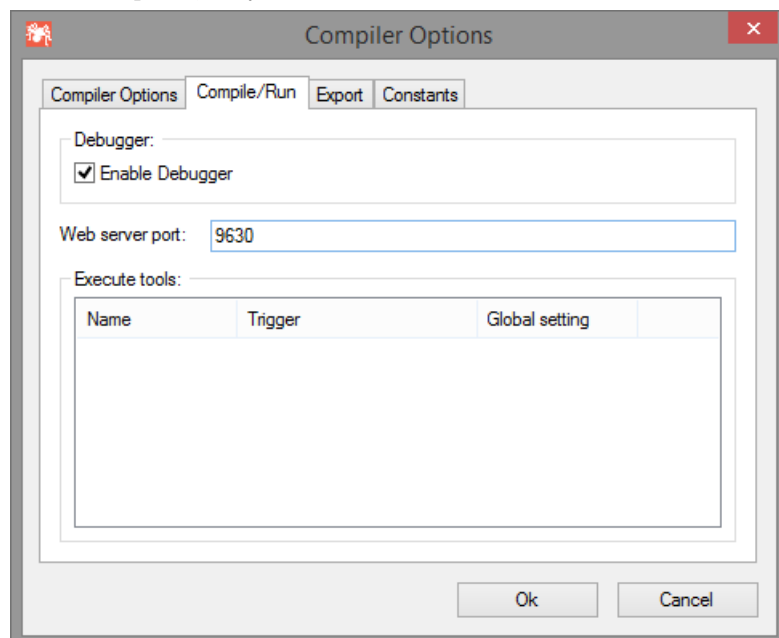 Compiler Options
Compiler Options Compile/Run Export Constants
Debugger:
Enable Debugger
Web server port: 9630
Execute tools:
Name Trigger Global setting
Ok Cancel